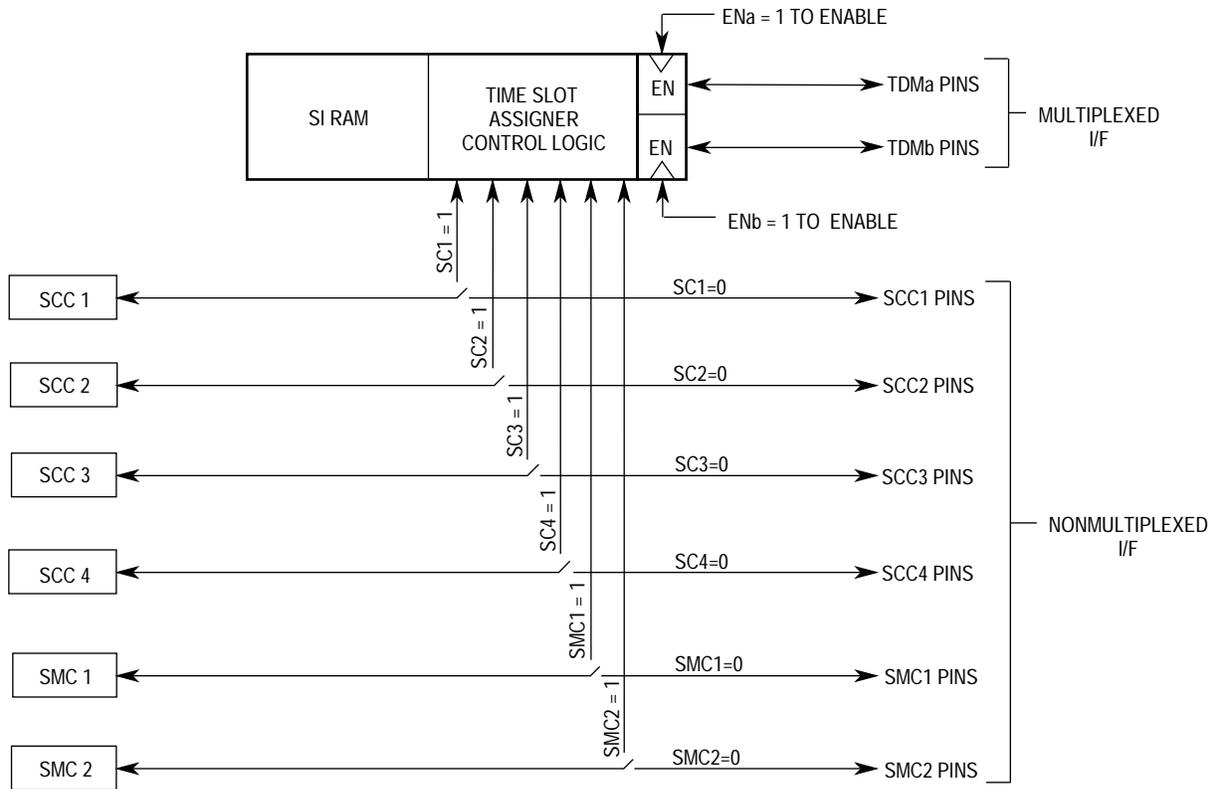 ENa = 1 TO ENABLE
SI RAM
TIME SLOT
ASSIGNER
CONTROL LOGIC
EN
EN
TDMa PINS
TDMb PINS
MULTIPLEXED
I/F
ENb = 1 TO ENABLE
SC1 = 1
SCC 1
SC1=0
SCC1 PINS
SC2 = 1
SCC 2
SC2=0
SCC2 PINS
SC3 = 1
SCC 3
SC3=0
SCC3 PINS
SC4 = 1
NONMULTIPLEXED
I/F
SCC 4
SC4=0
SCC4 PINS
SMC1 = 1
SMC 1
SMC1=0
SMC1 PINS
SMC2 = 1
SMC 2
SMC2=0
SMC2 PINS